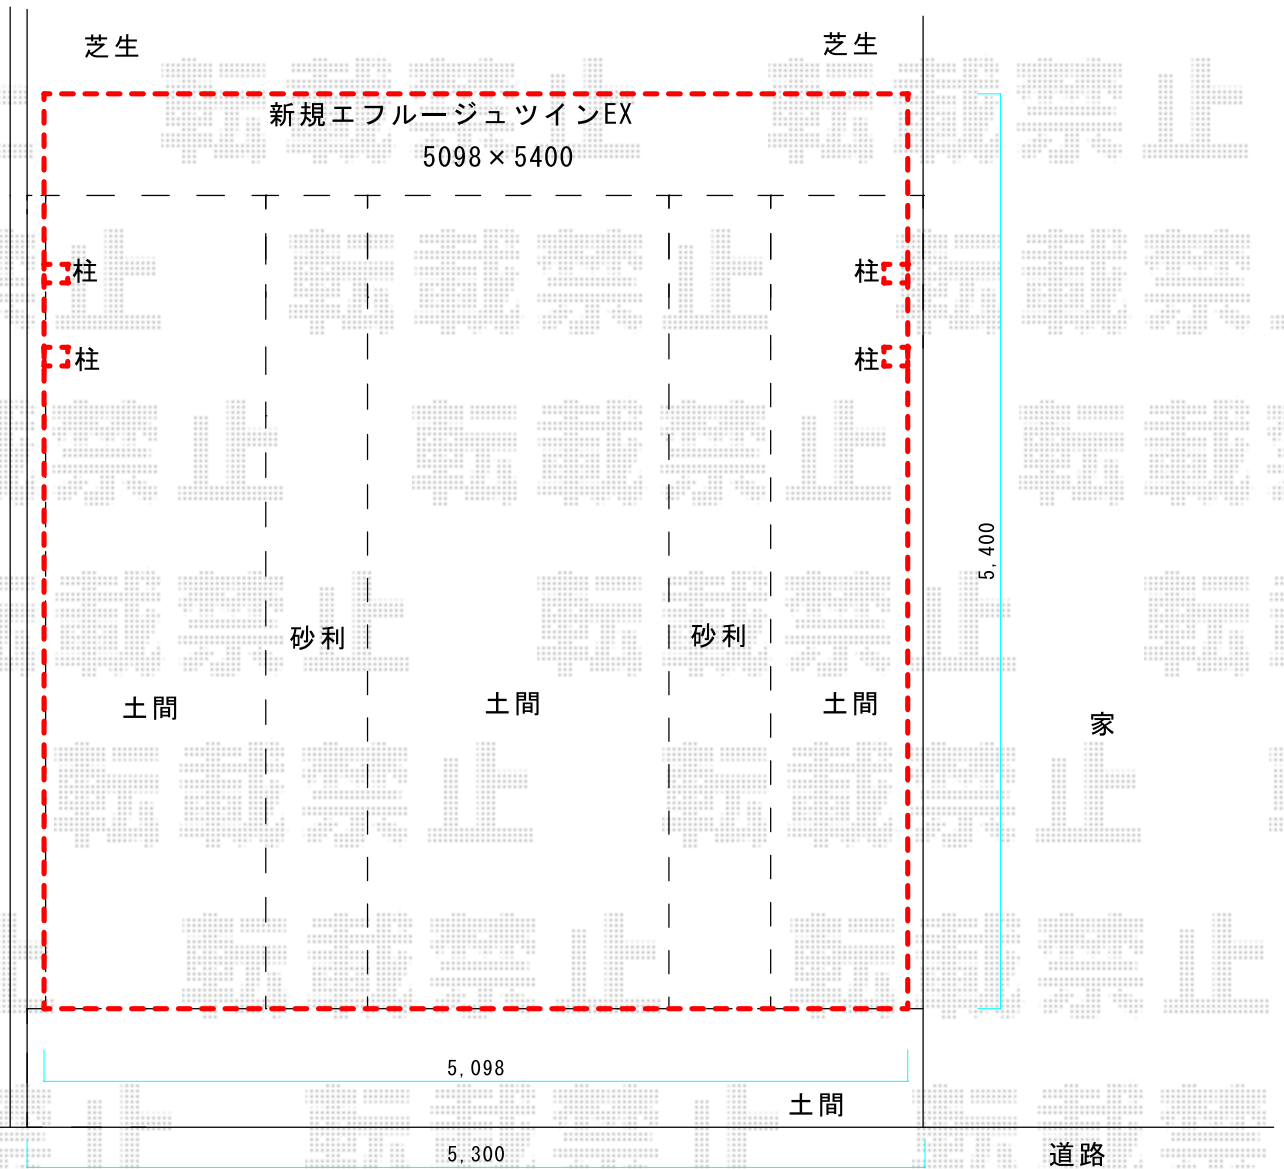 芝生
芝生
新規エフルージュツインEX
5098×5400
柱
柱
柱
柱
5,400
砂利
砂利
土間
土間
土間
家
5,098
土間
5,300
道路
転載禁止